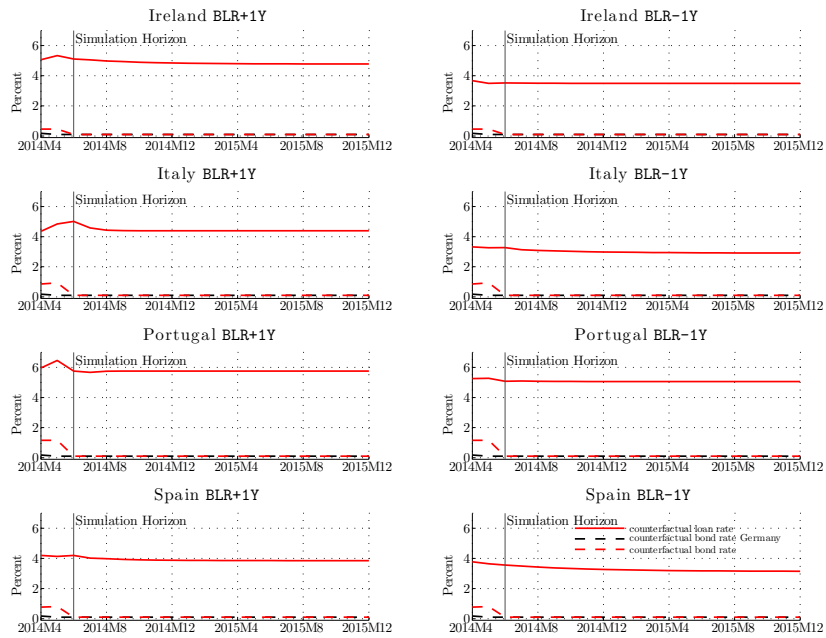 Ireland BLR+1Y
Simulation Horizon
Percent
6
4
2
0
2014M4 2014M8 2014M12 2015M4 2015M8 2015M12
Ireland BLR−1Y
Simulation Horizon
Percent
6
4
2
0
2014M4 2014M8 2014M12 2015M4 2015M8 2015M12
Italy BLR+1Y
Simulation Horizon
Percent
6
4
2
0
2014M4 2014M8 2014M12 2015M4 2015M8 2015M12
Italy BLR−1Y
Simulation Horizon
Percent
6
4
2
0
2014M4 2014M8 2014M12 2015M4 2015M8 2015M12
Portugal BLR+1Y
Simulation Horizon
Percent
6
4
2
0
2014M4 2014M8 2014M12 2015M4 2015M8 2015M12
Portugal BLR−1Y
Simulation Horizon
Percent
6
4
2
0
2014M4 2014M8 2014M12 2015M4 2015M8 2015M12
Spain BLR+1Y
Simulation Horizon
Percent
6
4
2
0
2014M4 2014M8 2014M12 2015M4 2015M8 2015M12
Spain BLR−1Y
Simulation Horizon
counterfactual loan rate
counterfactual bond rate Germany
counterfactual bond rate
Percent
6
4
2
0
2014M4 2014M8 2014M12 2015M4 2015M8 2015M12